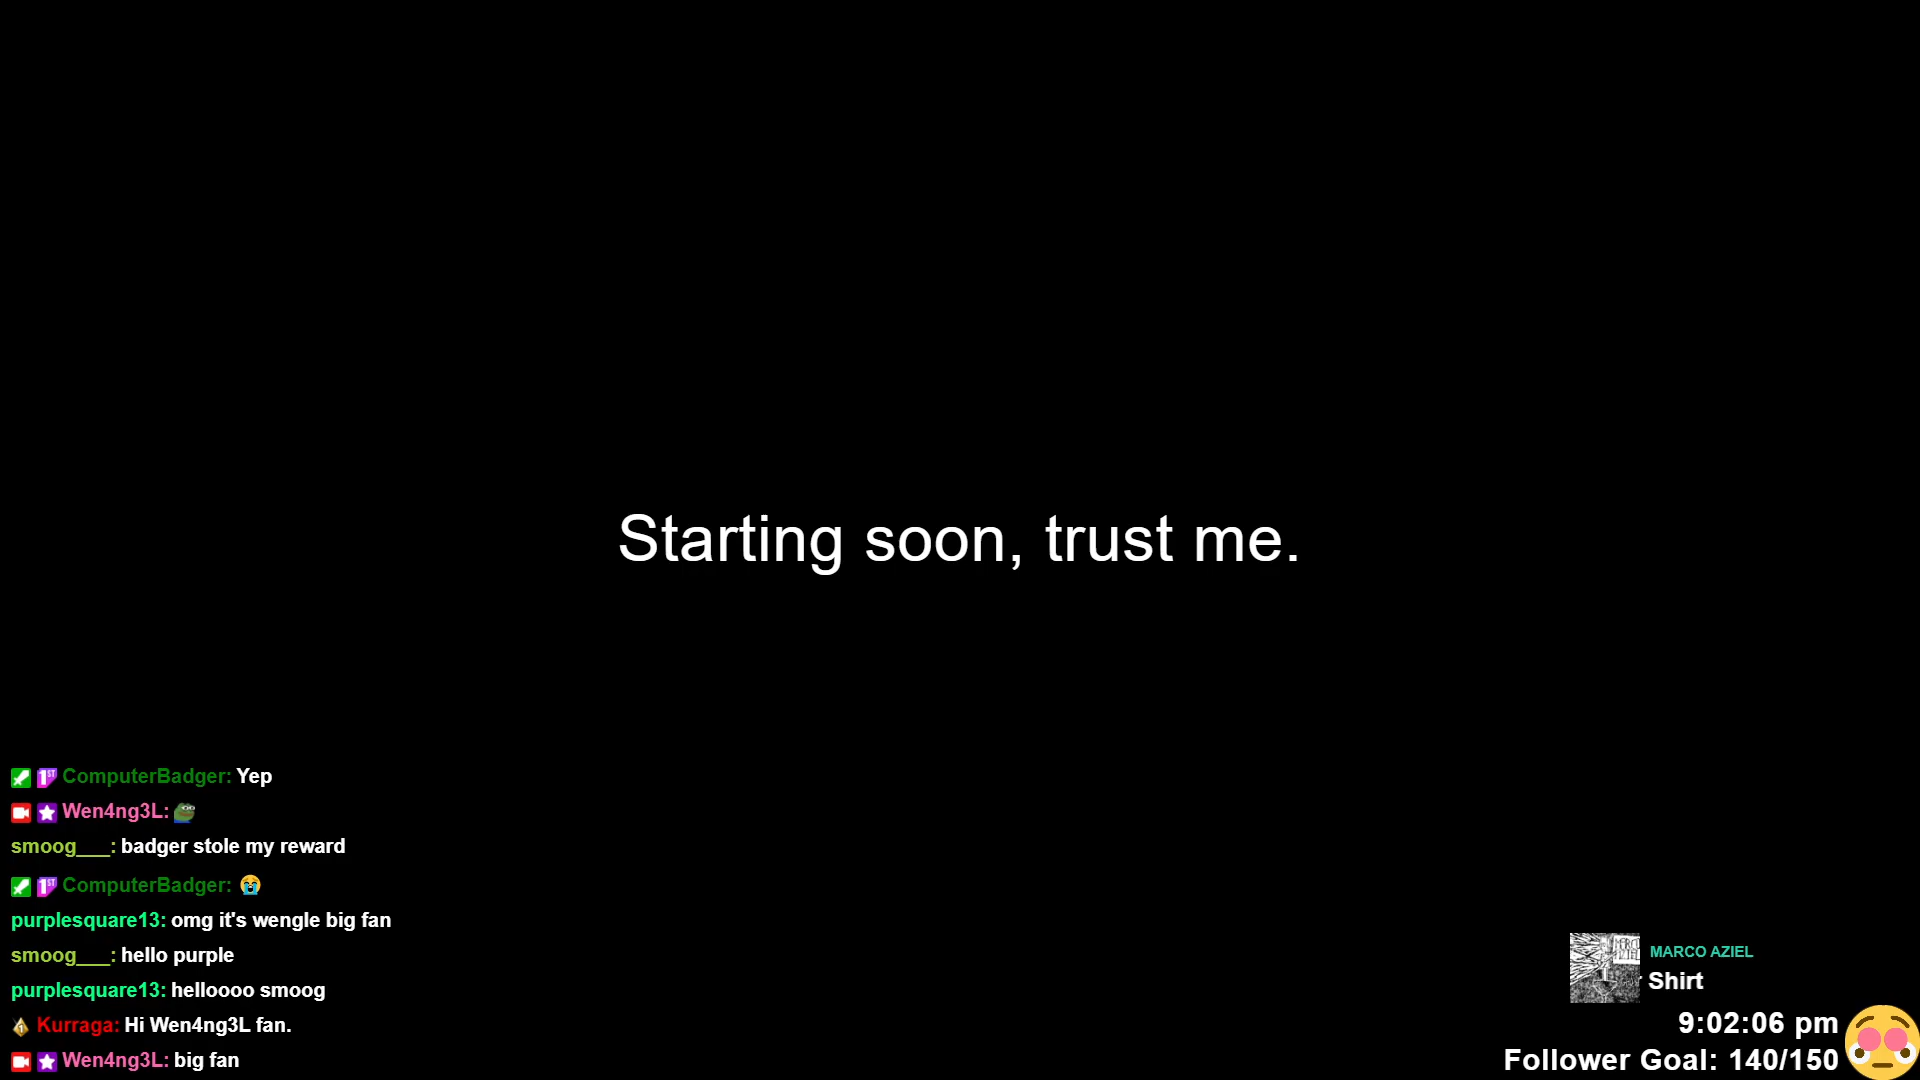 Starting soon, trust me.
ComputerBadger: Yep
Wen4ng3L:
smoog___: badger stole my reward
ComputerBadger: 😭
purplesquare13: omg it's wengle big fan
smoog___: hello purple
purplesquare13: helloooo smoog
Kurraga: Hi Wen4ng3L fan.
Wen4ng3L: big fan
MARCO AZIEL
Shirt
9:02:06 pm
Follower Goal: 140/150